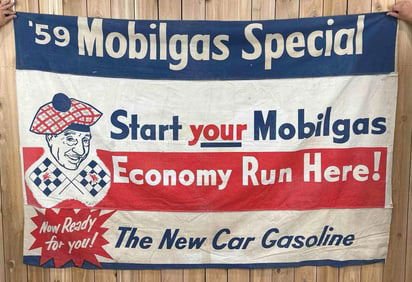 '59 Mobilgas Special
Start your Mobilgas
Economy Run Here!
Now Ready
for you!
The New Car Gasoline